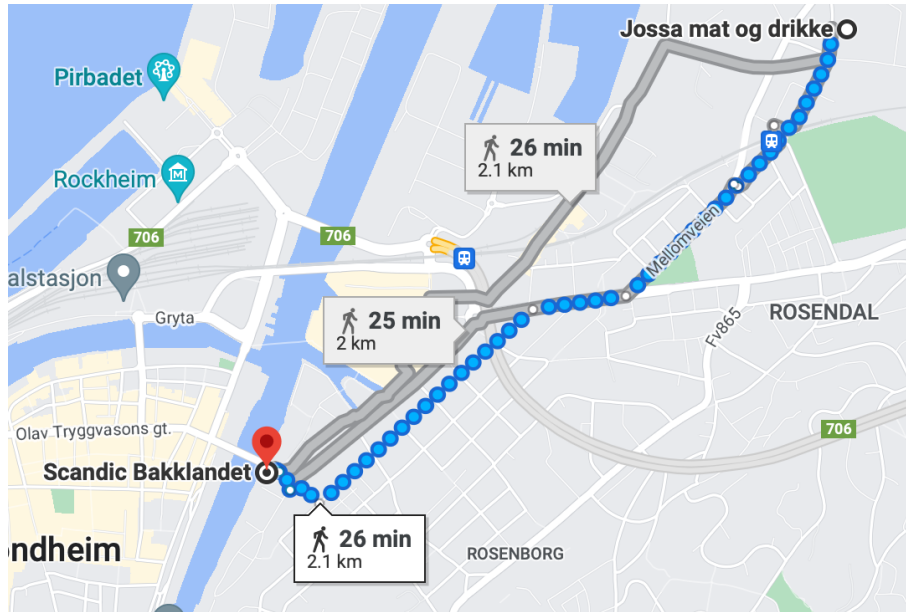 Jossa mat og drikke
Pirbadet
26 min
2.1 km
Rockheim
706
706
Mellomveien
alstasjon
Gryta
25 min
2 km
Fv865
ROSENDAL
Olav Tryggvasons gt.
706
Scandic Bakklandet
26 min
2.1 km
ndheim
ROSENBORG